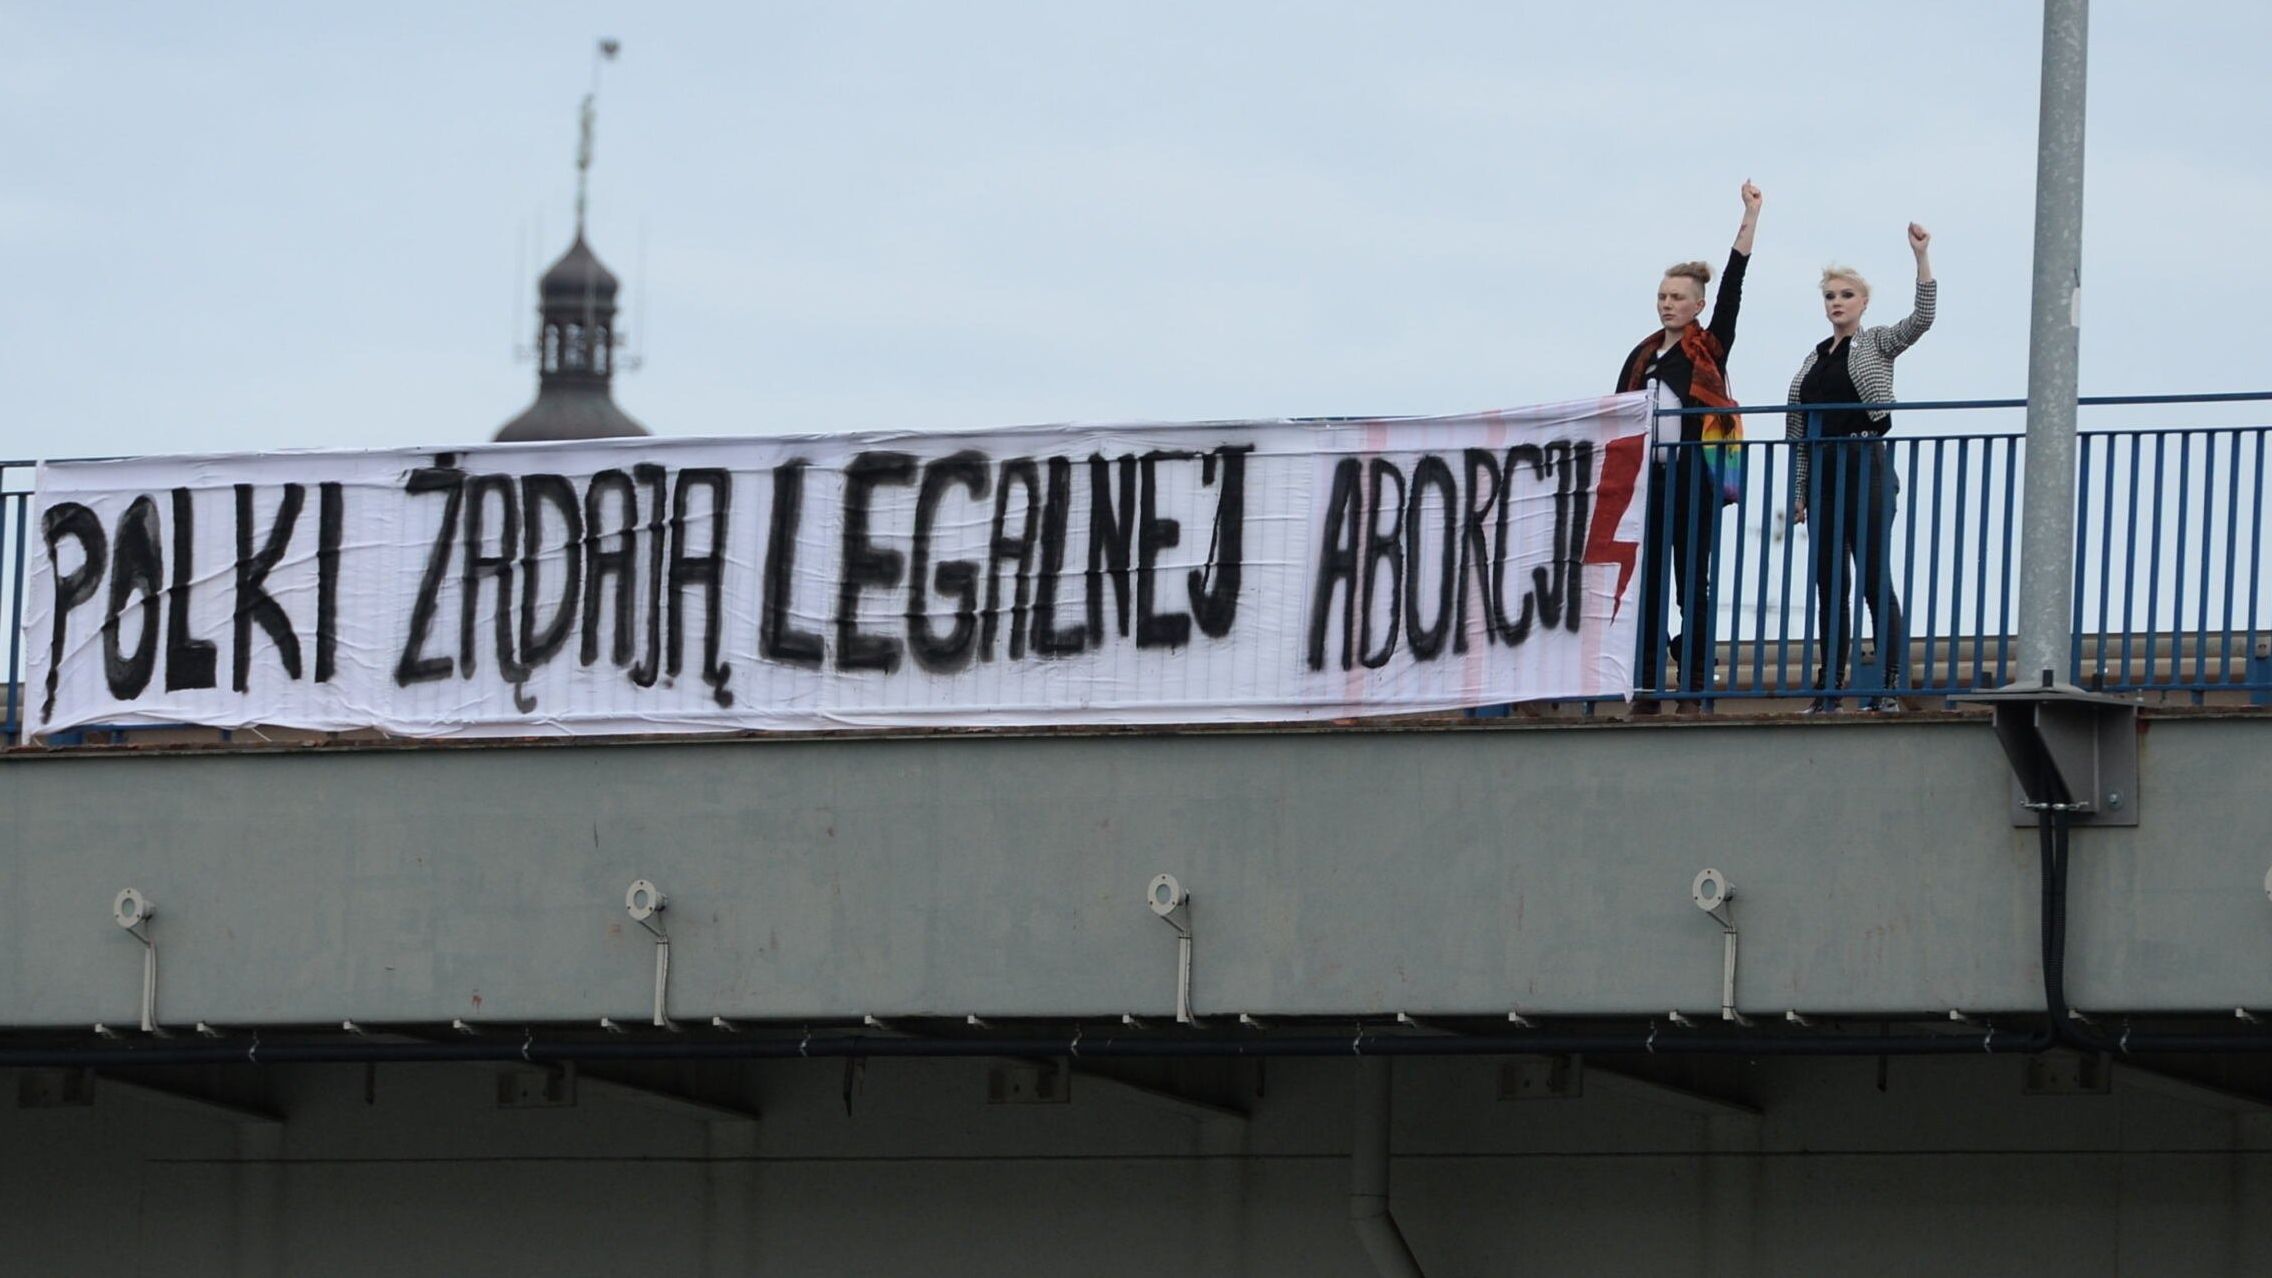 POLKI ŻĄDAJĄ LEGALNEJ ABORCJI